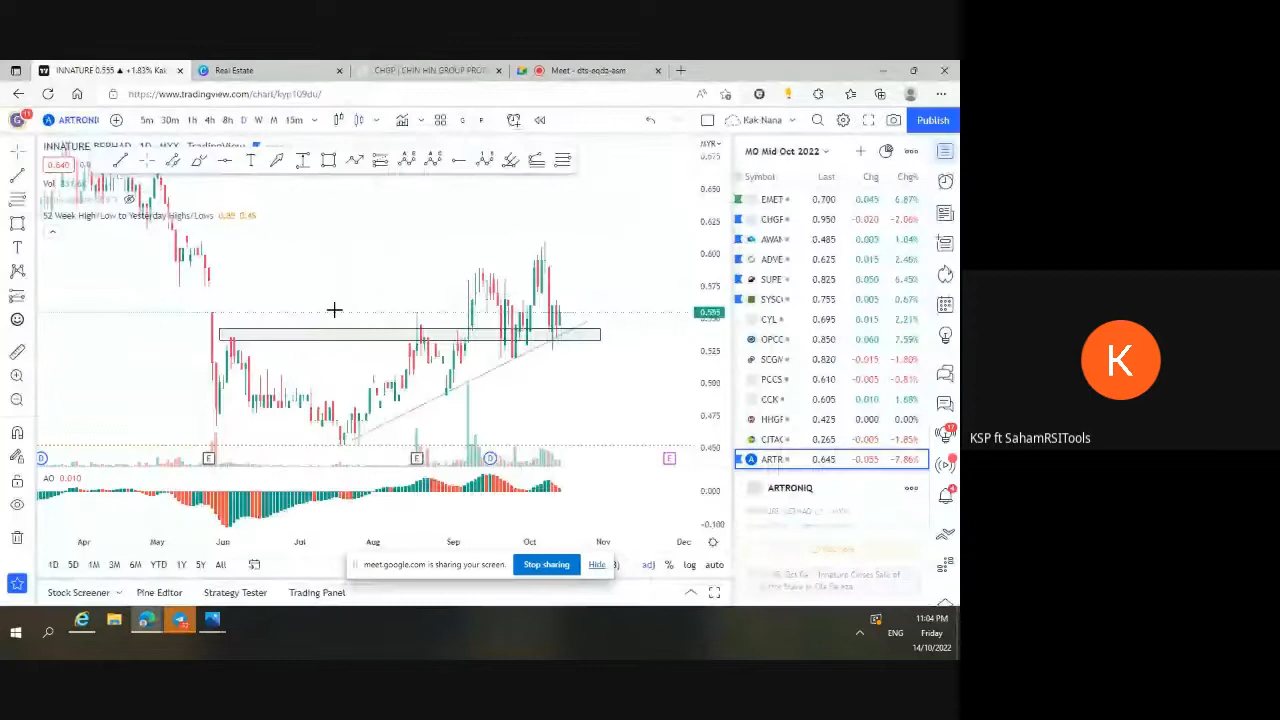 INNATURE 0.555 ▲ +1.83% Kak
Real Estate
CHGP ( CHIN HIN GROUP PROP
Meet - dts-eqdz-asm
https://www.tradingview.com/chart/kyp109du/
11
ARTRONI
5m 30m 1h 4h 8h D W M 15m
Kak Nana
Publish
INNATURE BERHAD 1D MYX TradingView
0.640
Vol
52 Week High/Low to Yesterday Highs/Lows
MYR
0.675
0.650
0.625
0.600
0.575
0.555
0.525
0.500
0.475
0.450
D E E D E
AO 0.010
0.000
-0.100
Apr May Jun Jul Aug Sep Oct Nov Dec
1D 5D 1M 3M 6M YTD 1Y 5Y All
adj % log auto
meet.google.com is sharing your screen.
Stop sharing
Hide
Stock Screener
Pine Editor
Strategy Tester
Trading Panel
MO Mid Oct 2022
Symbol Last Chg Chg%
EMET 0.700 0.045 6.87%
CHGP 0.950 -0.020 -2.06%
AWAN 0.485 0.005 1.04%
ADVE 0.625 0.015 2.46%
SUPE 0.825 0.050 6.45%
SYSC 0.755 0.005 0.67%
CYL 0.695 0.015 2.21%
OPCC 0.850 0.060 7.59%
SCGN 0.820 -0.015 -1.80%
PCCS 0.610 -0.005 -0.81%
CCK 0.605 0.010 1.68%
HHGF 0.425 0.000 0.00%
CITAC 0.265 -0.005 -1.85%
ARTR 0.645 -0.055 -7.86%
ARTRONIQ
ENG
11:04 PM
Friday
14/10/2022
K
KSP ft SahamRSITools